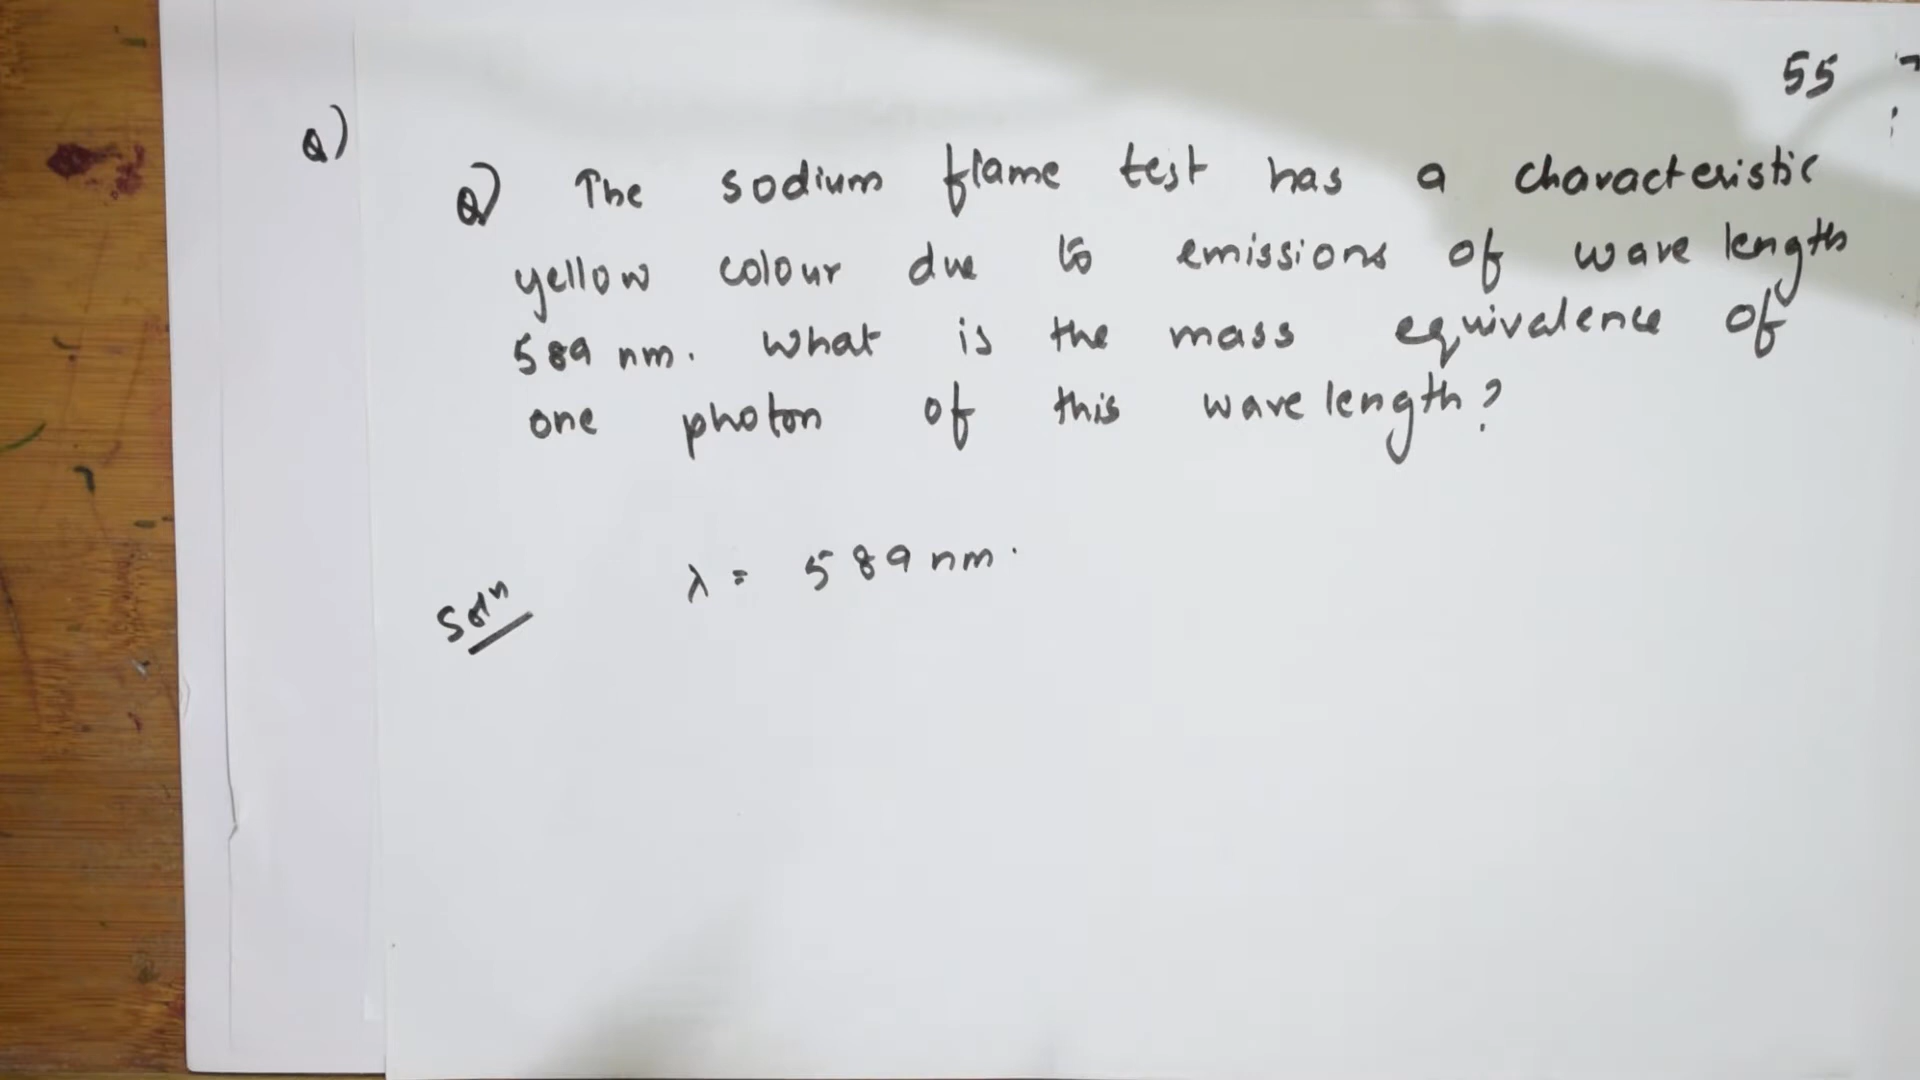 55
Q)
Q) The sodium flame test has a characteristic
yellow colour due to emissions of wave length
589 nm. What is the mass equivalence of
one photon of this wave length?
Soln λ = 589 nm.